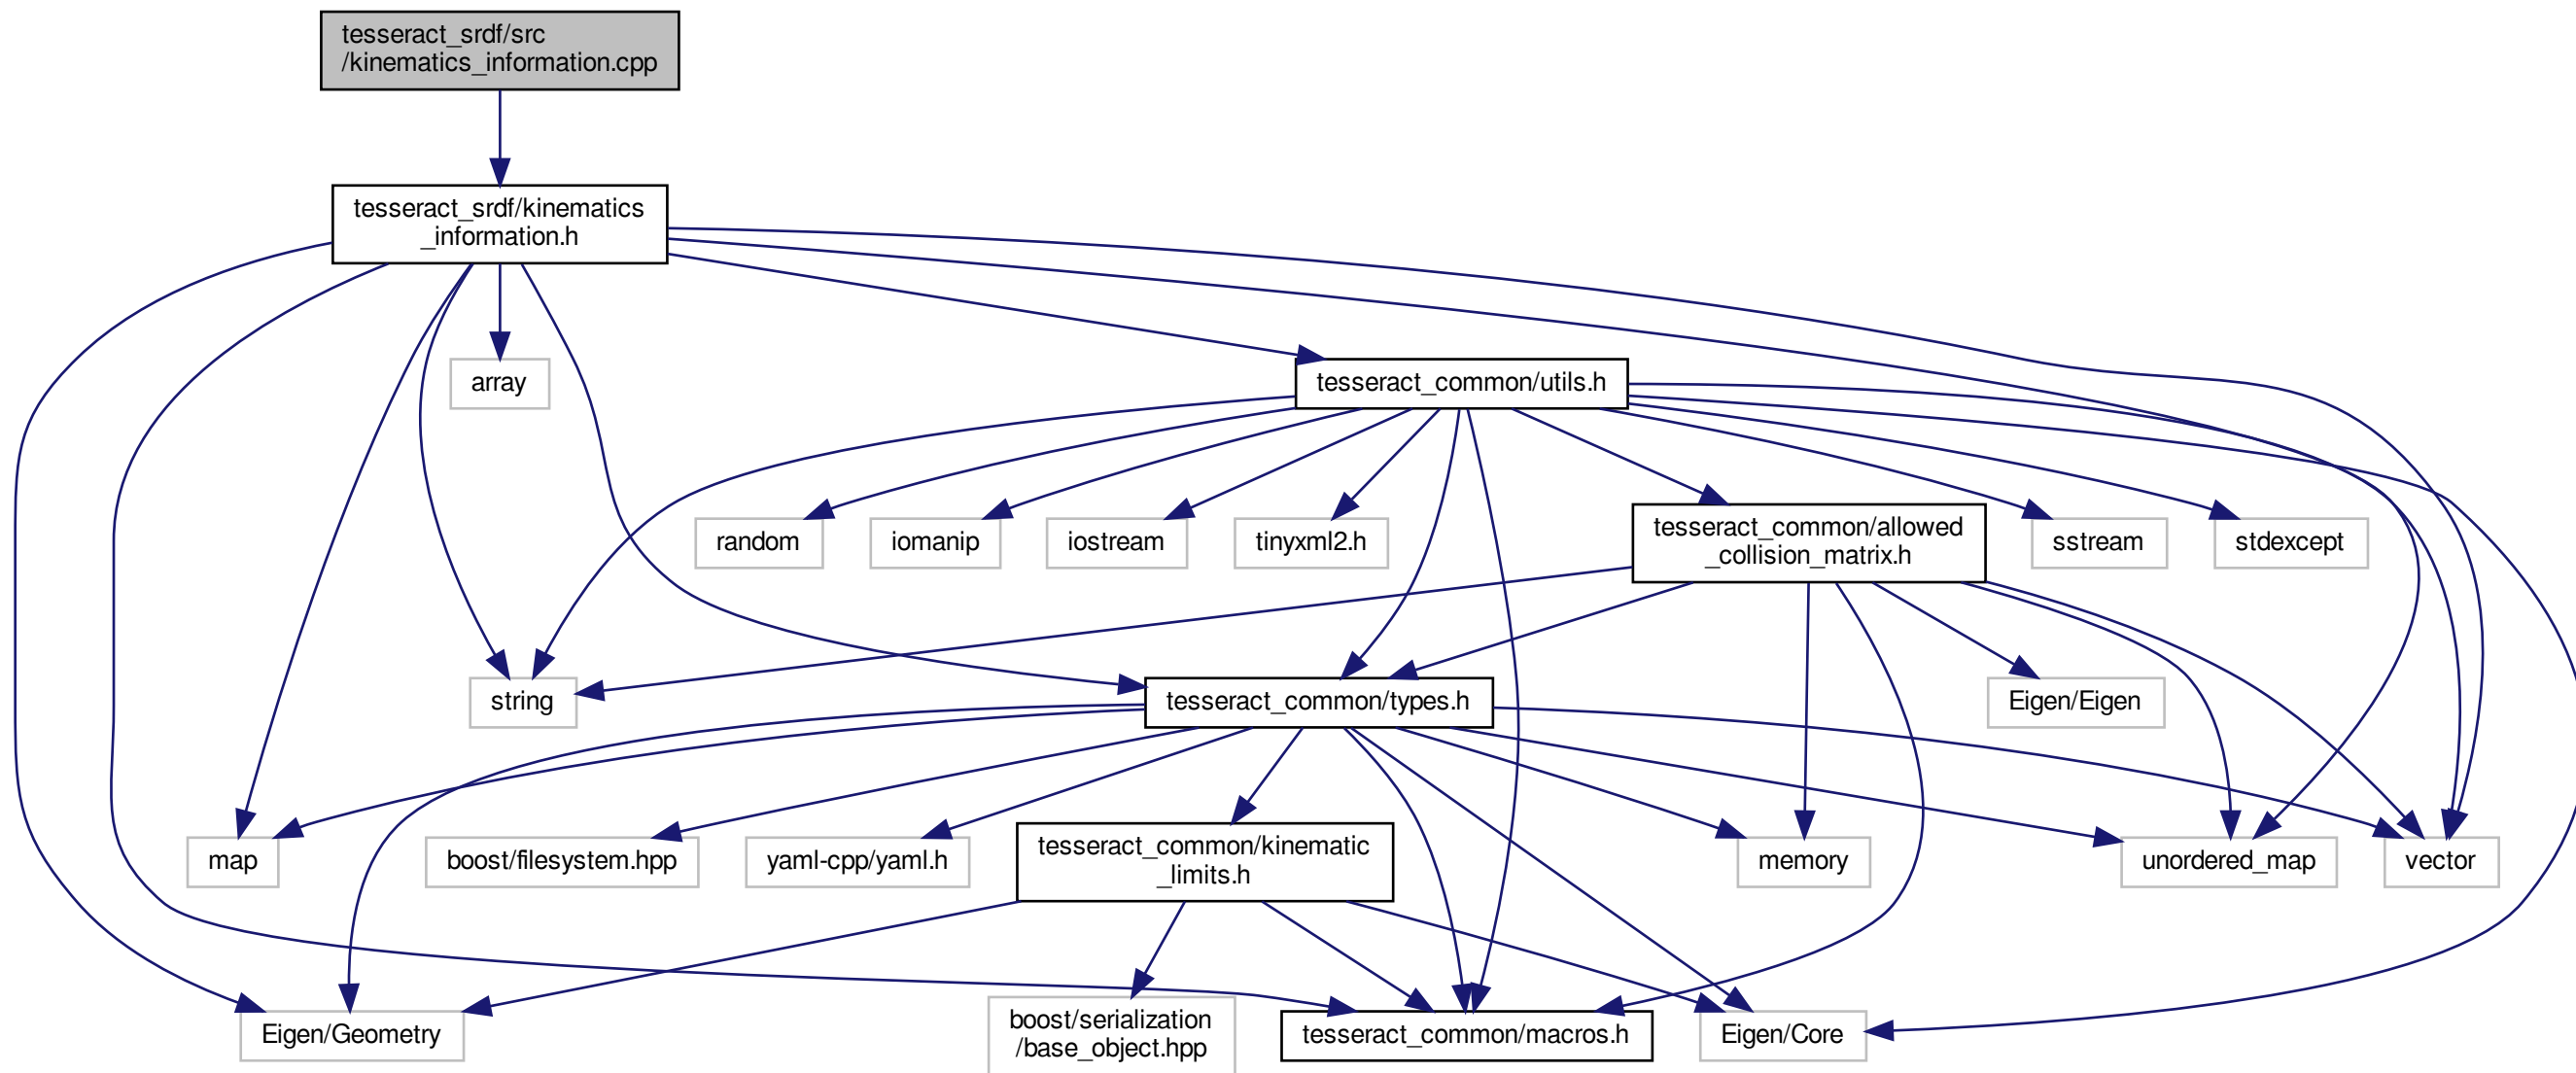 tesseract_srdf/src
/kinematics_information.cpp
tesseract_srdf/kinematics
_information.h
array
tesseract_common/utils.h
random
iomanip
iostream
tinyxml2.h
tesseract_common/allowed
_collision_matrix.h
sstream
stdexcept
string
tesseract_common/types.h
Eigen/Eigen
map
boost/filesystem.hpp
yaml-cpp/yaml.h
tesseract_common/kinematic
_limits.h
memory
unordered_map
vector
Eigen/Geometry
boost/serialization
/base_object.hpp
tesseract_common/macros.h
Eigen/Core